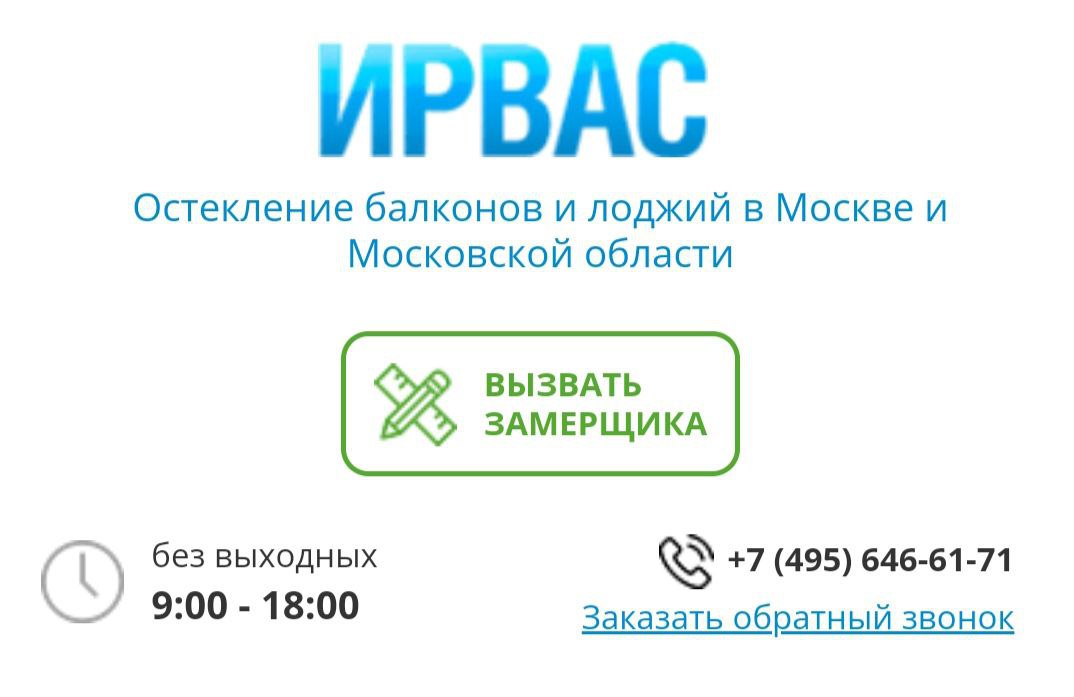 ИРВАС
Остекление балконов и лоджий в Москве и
Московской области
ВЫЗВАТЬ
ЗАМЕРЩИКА
без выходных
9:00 - 18:00
+7 (495) 646-61-71
Заказать обратный звонок